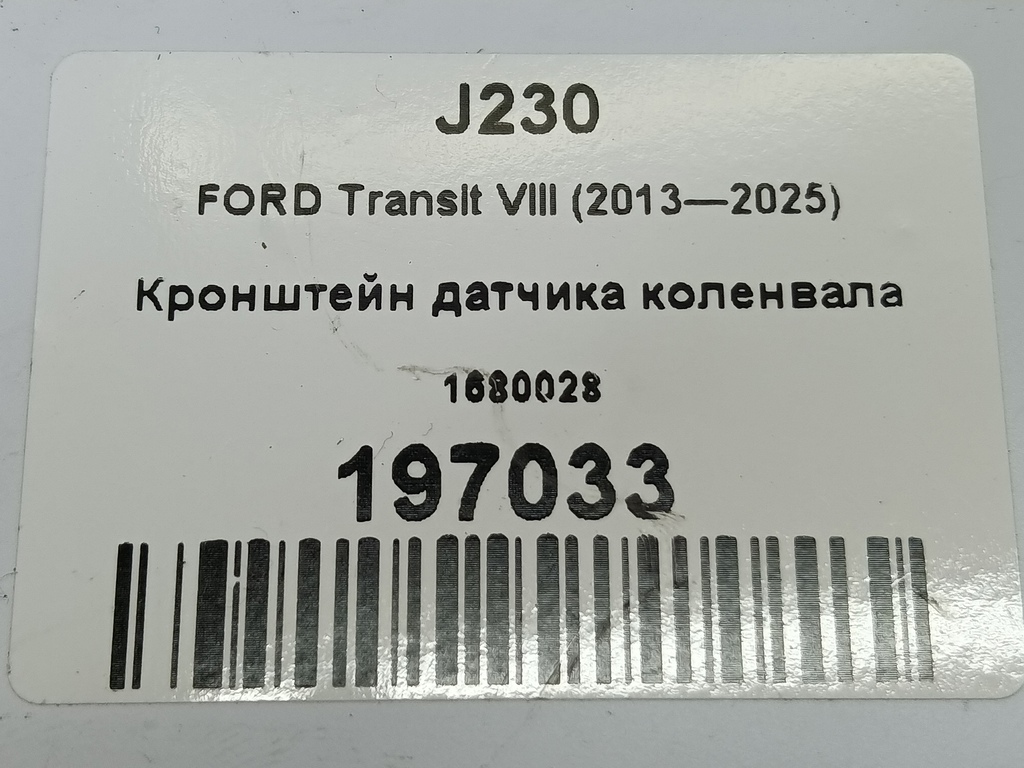 J230
FORD Transit VIII (2013—2025)
Кронштейн датчика коленвала
1680028
197033